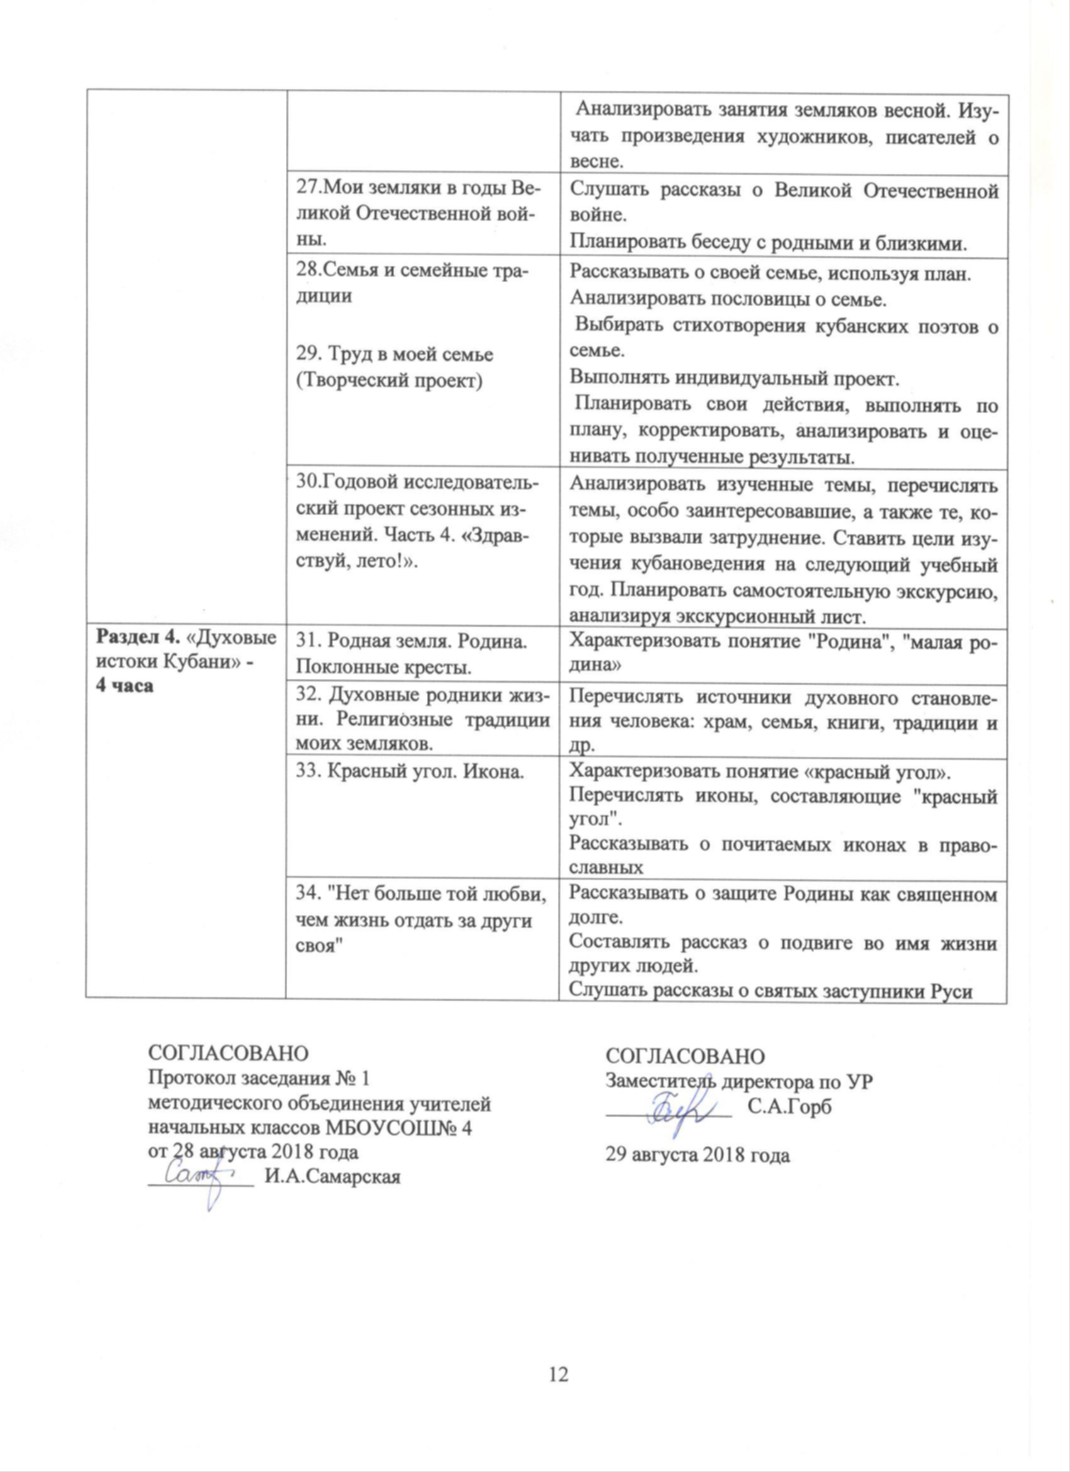 Анализировать занятия земляков весной. Изу-
чать произведения художников, писателей о
весне.
27.Мои земляки в годы Ве-
ликой Отечественной вой-
ны.
Слушать рассказы о Великой Отечественной
войне.
Планировать беседу с родными и близкими.
28.Семья и семейные тра-
диции
29. Труд в моей семье
(Творческий проект)
Рассказывать о своей семье, используя план.
Анализировать пословицы о семье.
Выбирать стихотворения кубанских поэтов о
семье.
Выполнять индивидуальный проект.
Планировать свои действия, выполнять по
плану, корректировать, анализировать и оце-
нивать полученные результаты.
30.Годовой исследователь-
ский проект сезонных из-
менений. Часть 4. «Здрав-
ствуй, лето!».
Анализировать изученные темы, перечислять
темы, особо заинтересовавшие, а также те, ко-
торые вызвали затруднение. Ставить цели изу-
чения кубановедения на следующий учебный
год. Планировать самостоятельную экскурсию,
анализируя экскурсионный лист.
Раздел 4. «Духовые
истоки Кубани» -
4 часа
31. Родная земля. Родина.
Поклонные кресты.
Характеризовать понятие "Родина", "малая ро-
дина»
32. Духовные родники жиз-
ни. Религиозные традиции
моих земляков.
Перечислять источники духовного становле-
ния человека: храм, семья, книги, традиции и
др.
33. Красный угол. Икона.
Характеризовать понятие «красный угол».
Перечислять иконы, составляющие "красный
угол".
Рассказывать о почитаемых иконах в право-
славных
34. "Нет больше той любви,
чем жизнь отдать за други
своя"
Рассказывать о защите Родины как священном
долге.
Составлять рассказ о подвиге во имя жизни
других людей.
Слушать рассказы о святых заступники Руси
СОГЛАСОВАНО
Протокол заседания № 1
методического объединения учителей
начальных классов МБОУСОШ№ 4
от 28 августа 2018 года
И.А.Самарская
СОГЛАСОВАНО
Заместитель директора по УР
С.А.Горб
29 августа 2018 года
12